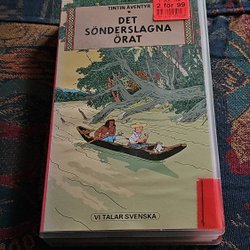 TINTIN ÄVENTYR
2 för 99
DET
SÖNDERSLAGNA
ÖRAT
VI TALAR SVENSKA